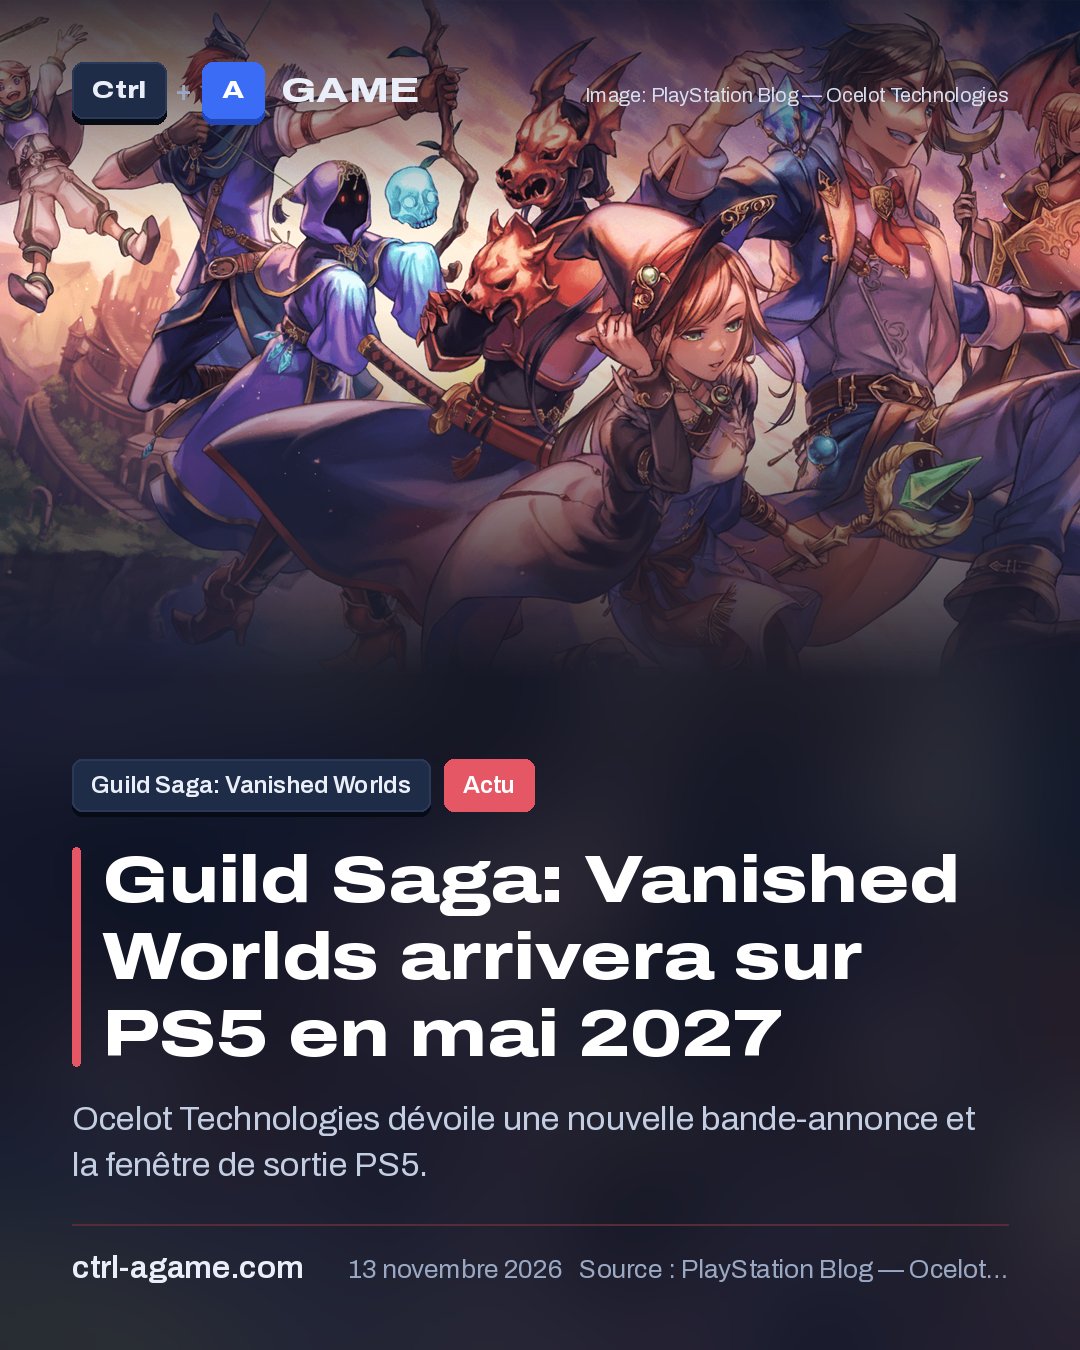 Ctrl + A GAME
Image: PlayStation Blog — Ocelot Technologies
Guild Saga: Vanished Worlds
Actu
Guild Saga: Vanished
Worlds arrivera sur
PS5 en mai 2027
Ocelot Technologies dévoile une nouvelle bande-annonce et
la fenêtre de sortie PS5.
ctrl-agame.com
13 novembre 2026
Source : PlayStation Blog — Ocelot...